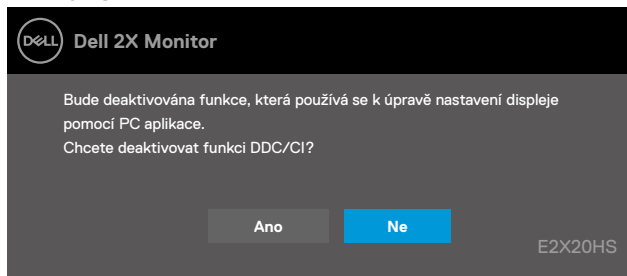 DELL Dell 2X Monitor
Bude deaktivována funkce, která používá se k úpravě nastavení displeje
pomocí PC aplikace.
Chcete deaktivovat funkci DDC/CI?
Ano Ne
E2X20HS